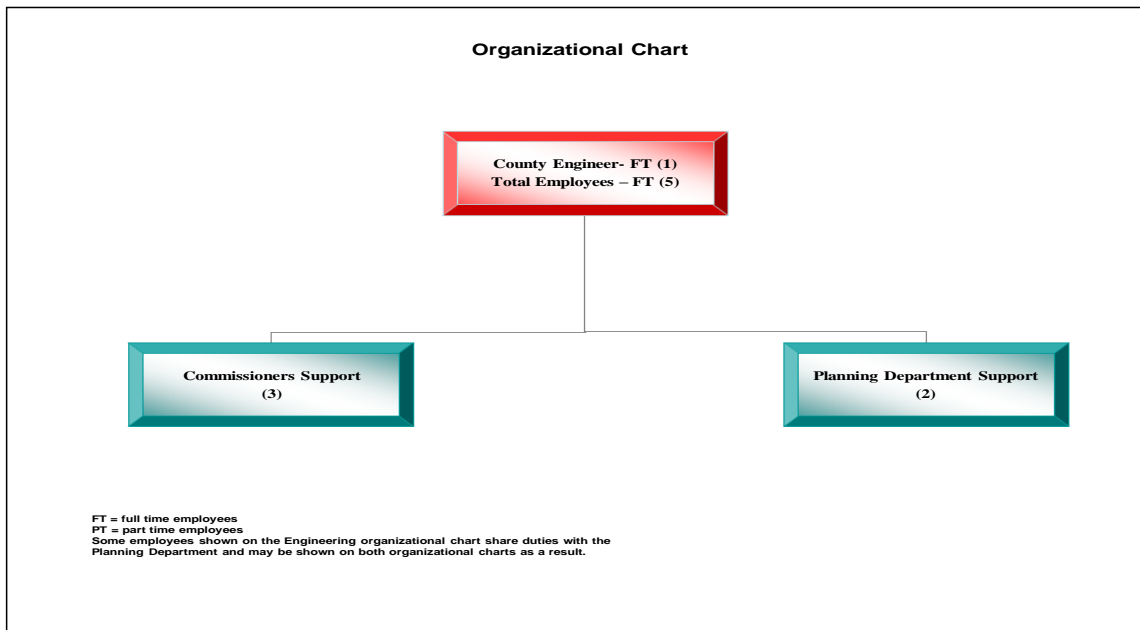 Organizational Chart
County Engineer- FT (1)
Total Employees – FT (5)
Commissioners Support
(3)
Planning Department Support
(2)
FT = full time employees
PT = part time employees
Some employees shown on the Engineering organizational chart share duties with the
Planning Department and may be shown on both organizational charts as a result.